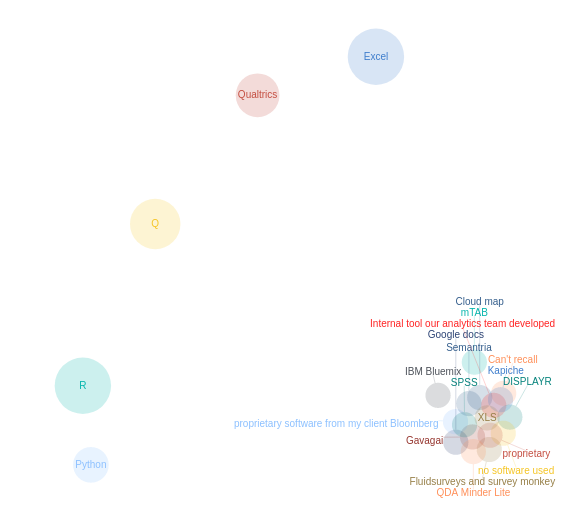 Excel
Qualtrics
Q
Cloud map
mTAB
Internal tool our analytics team developed
Google docs
Semantria
Can't recall
IBM Bluemix
Kapiche
SPSS
DISPLAYR
R
XLS
proprietary software from my client Bloomberg
Gavagai
proprietary
Python
no software used
Fluidsurveys and survey monkey
QDA Minder Lite